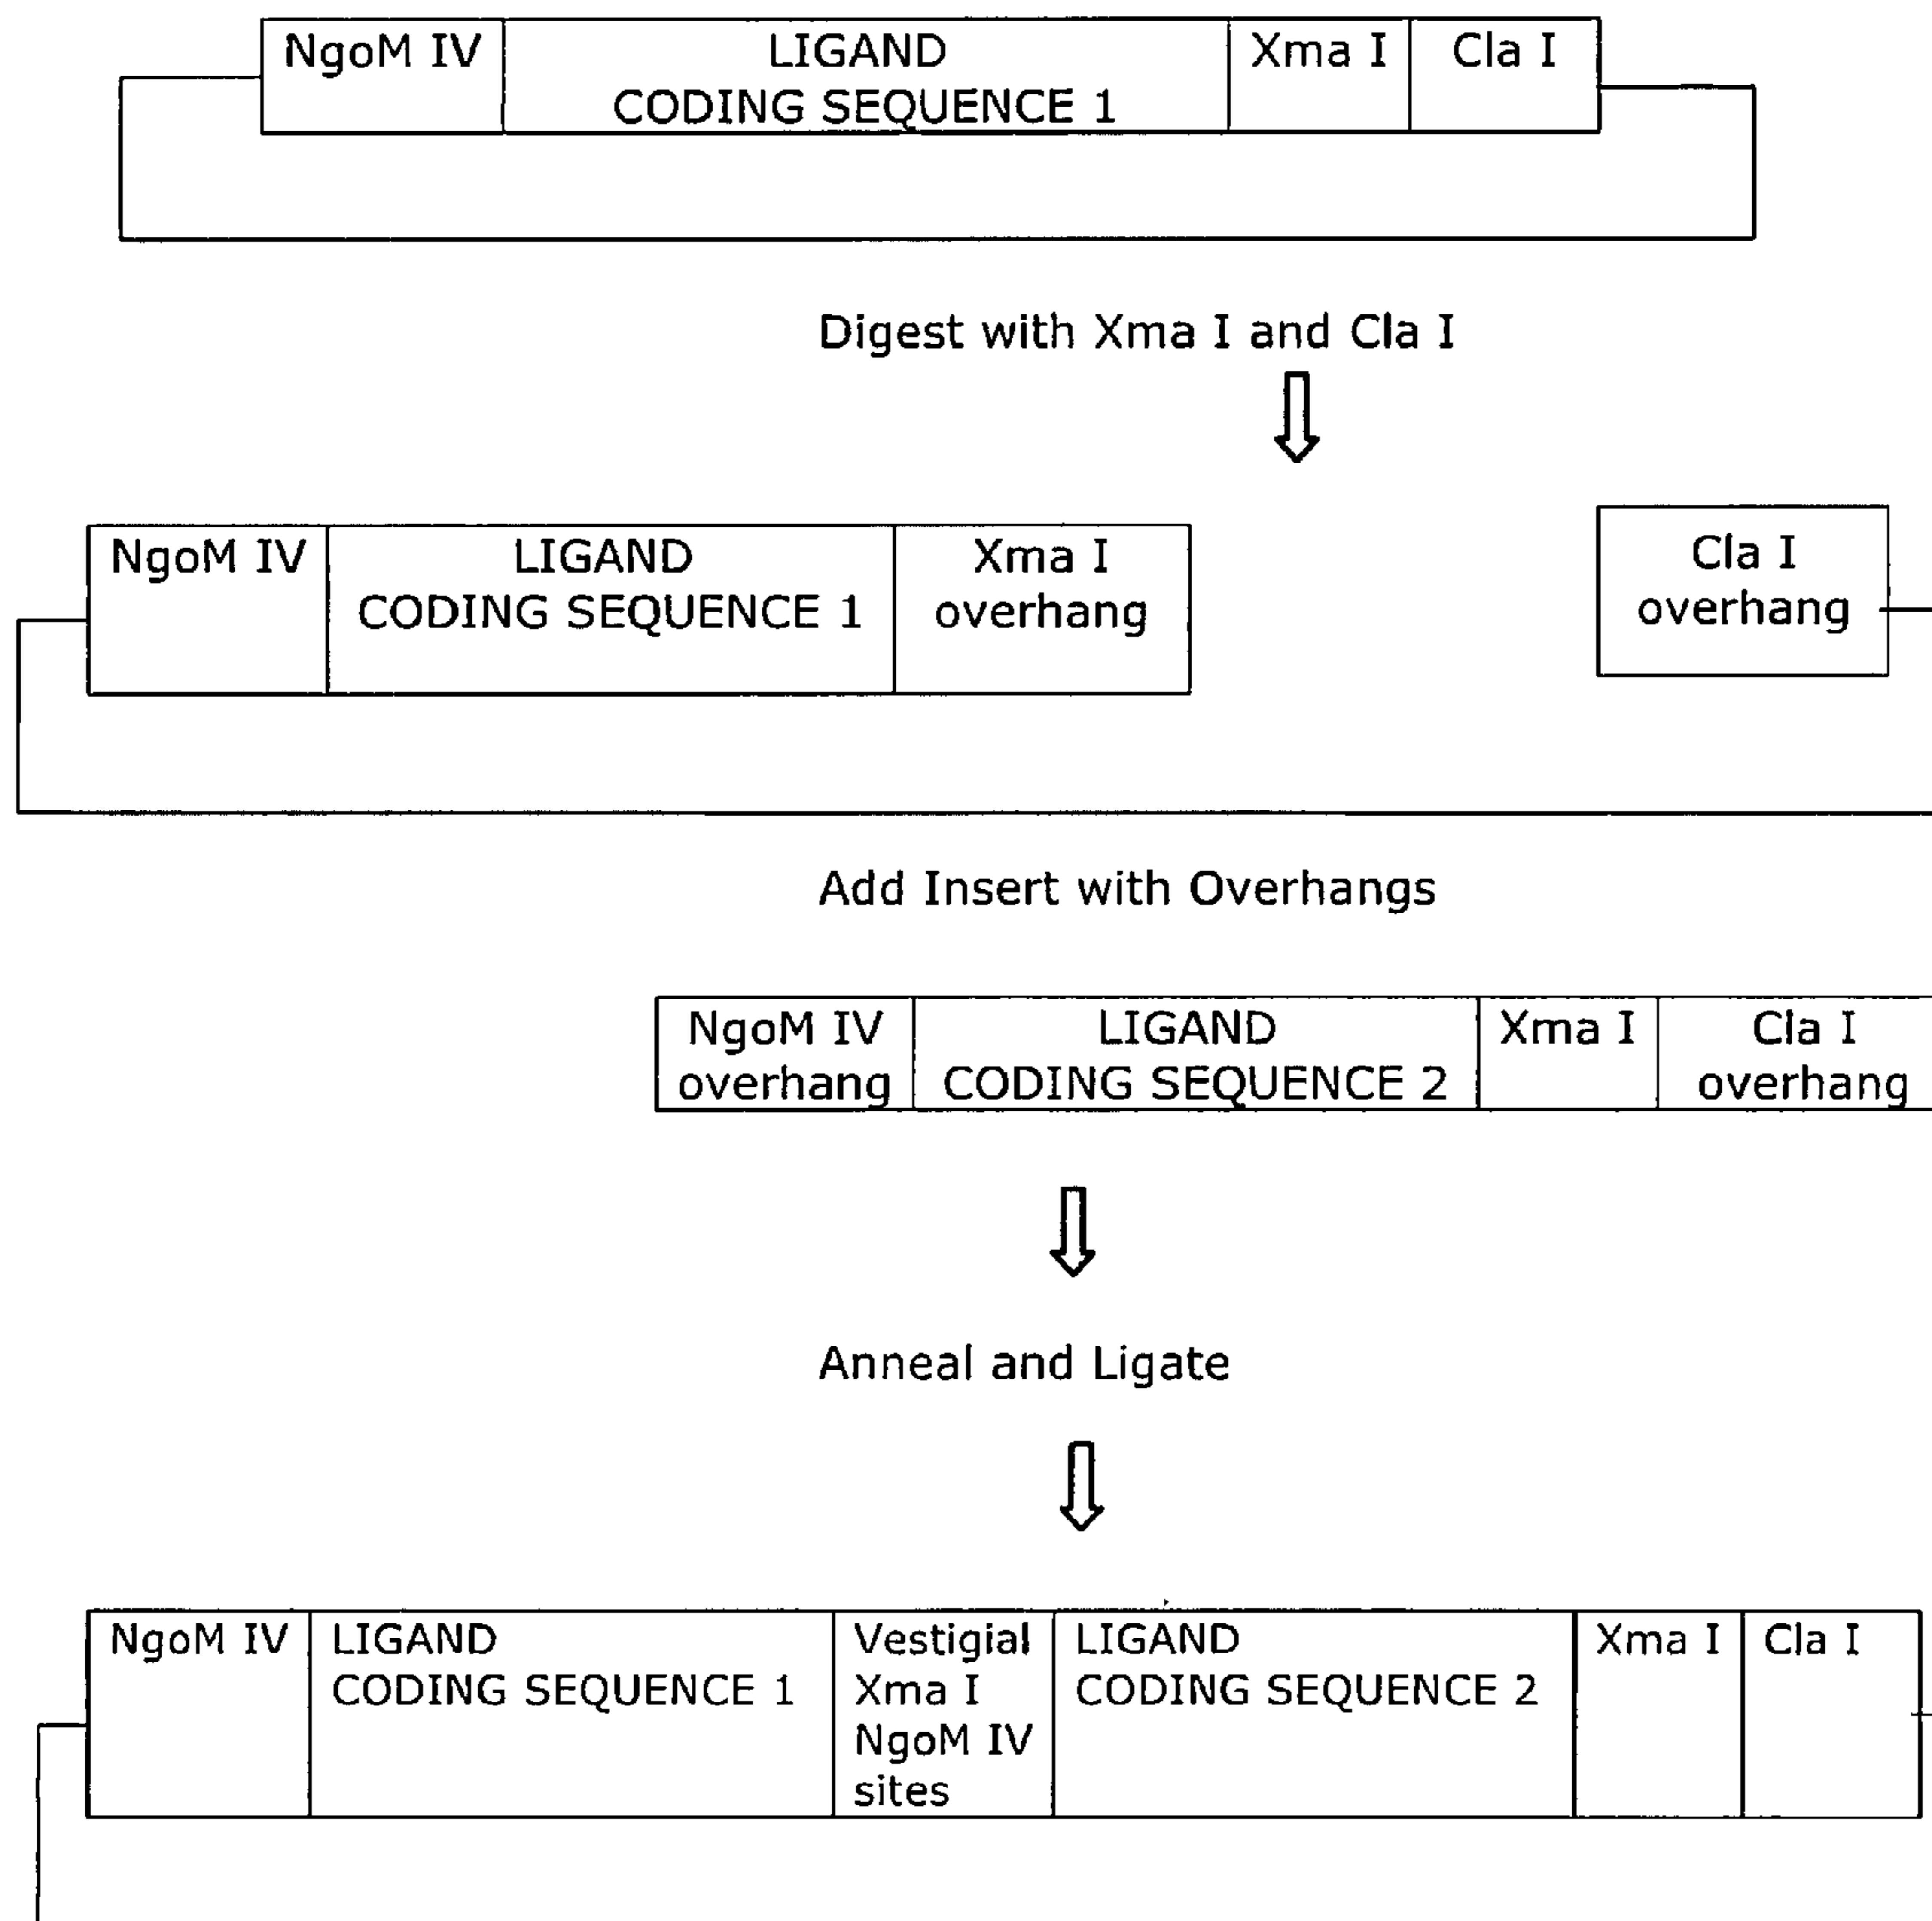 NgoM IV
LIGAND
CODING SEQUENCE 1
Xma I
Cla I
Digest with Xma I and Cla I
NgoM IV
LIGAND
CODING SEQUENCE 1
Xma I
overhang
Cla I
overhang
Add Insert with Overhangs
NgoM IV
overhang
LIGAND
CODING SEQUENCE 2
Xma I
Cla I
overhang
Anneal and Ligate
NgoM IV
LIGAND
CODING SEQUENCE 1
Vestigial
Xma I
NgoM IV
sites
LIGAND
CODING SEQUENCE 2
Xma I
Cla I